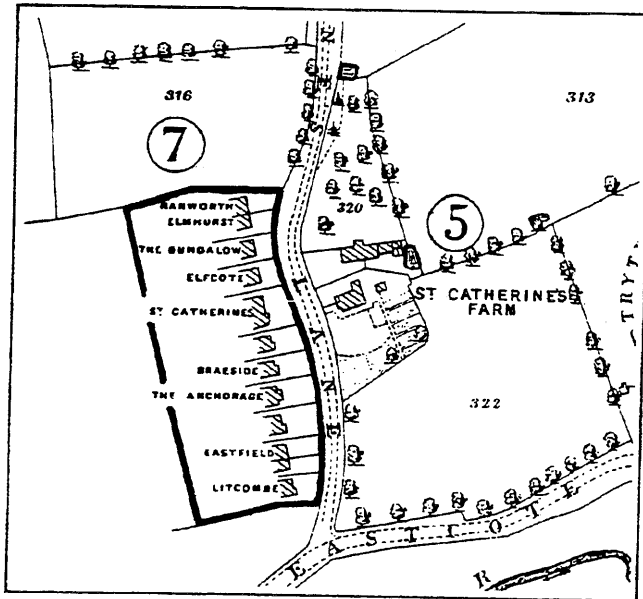 316
313
7
RANWORTH
ELMHURST
320
5
THE BUNGALOW
ELFCOTE
ST CATHERINES
ST CATHERINES
FARM
BRAESIDE
THE ANCHORAGE
322
EASTFIELD
LITCOMBE
LANE
EASTCOTE
R